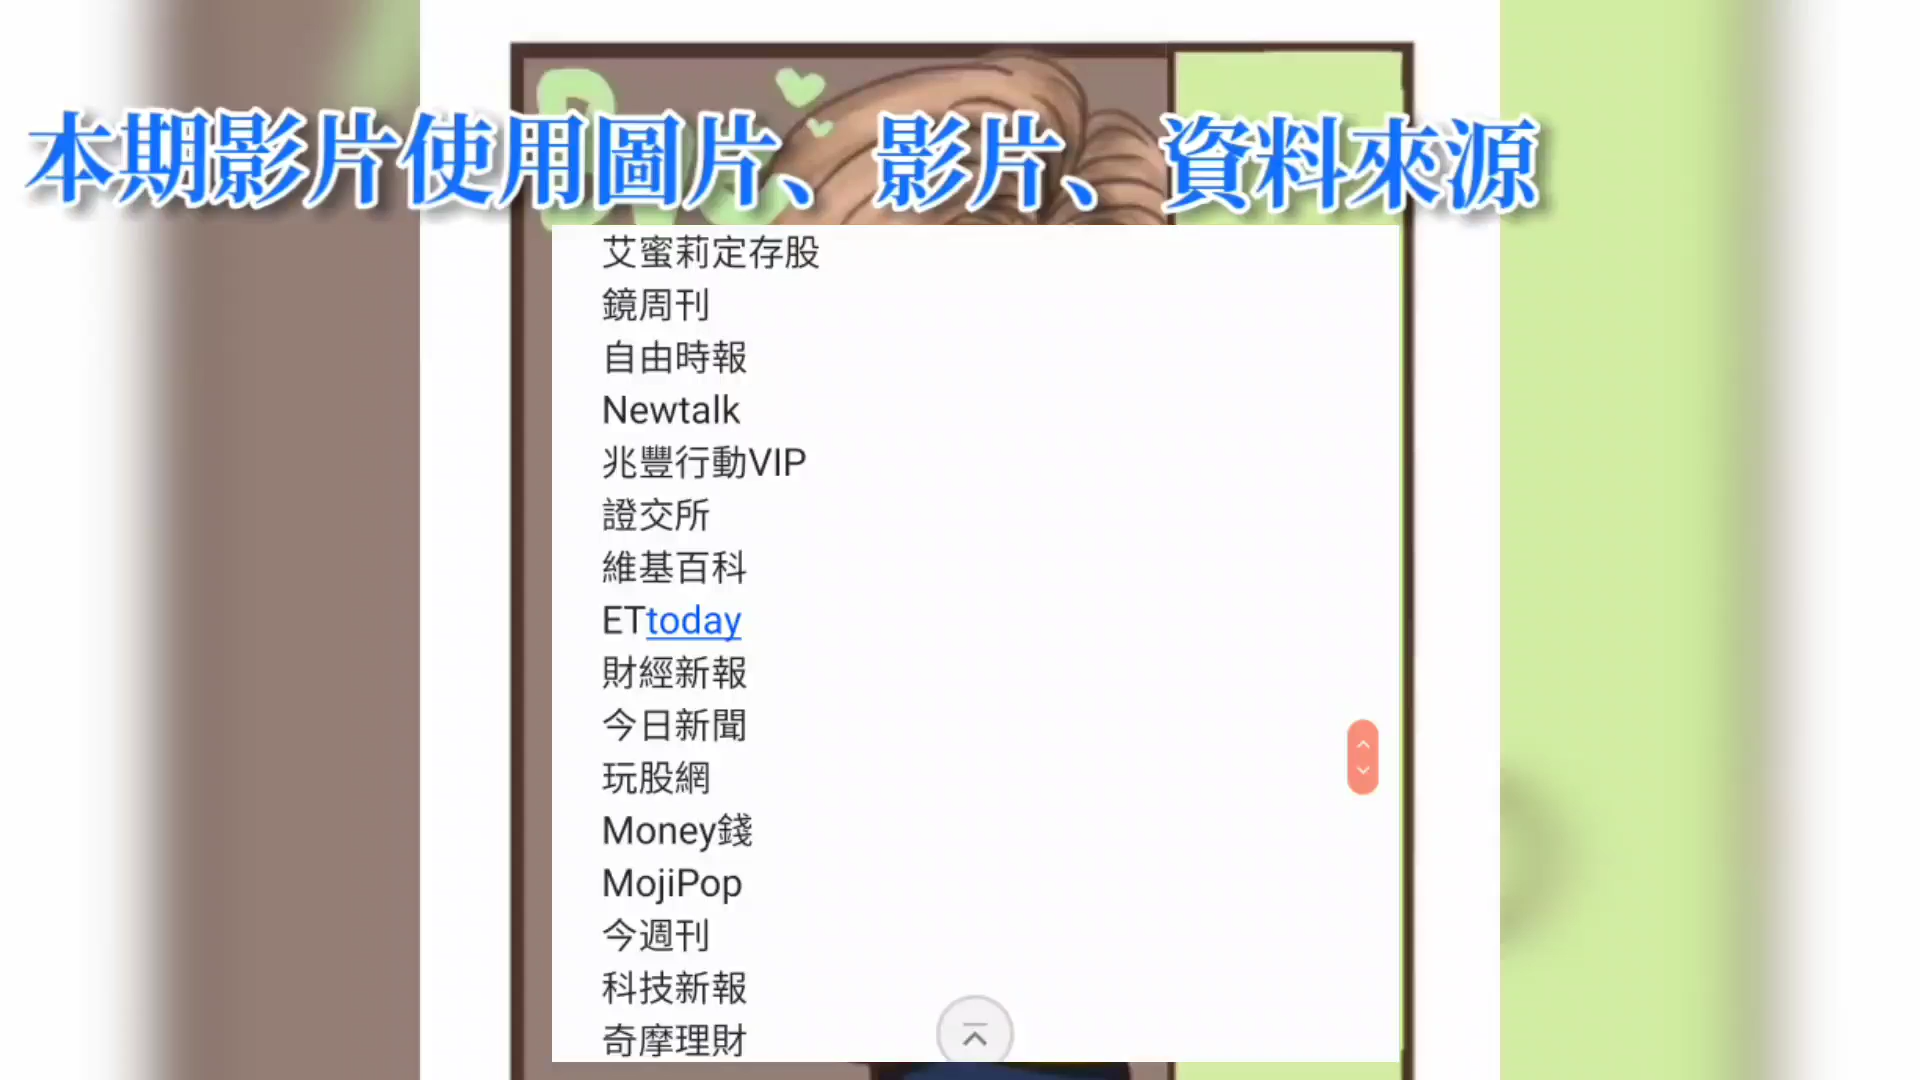 本期影片使用圖片、影片、資料來源
艾蜜莉定存股
鏡周刊
自由時報
Newtalk
兆豐行動VIP
證交所
維基百科
ETtoday
財經新報
今日新聞
玩股網
Money錢
MojiPop
今週刊
科技新報
奇摩理財